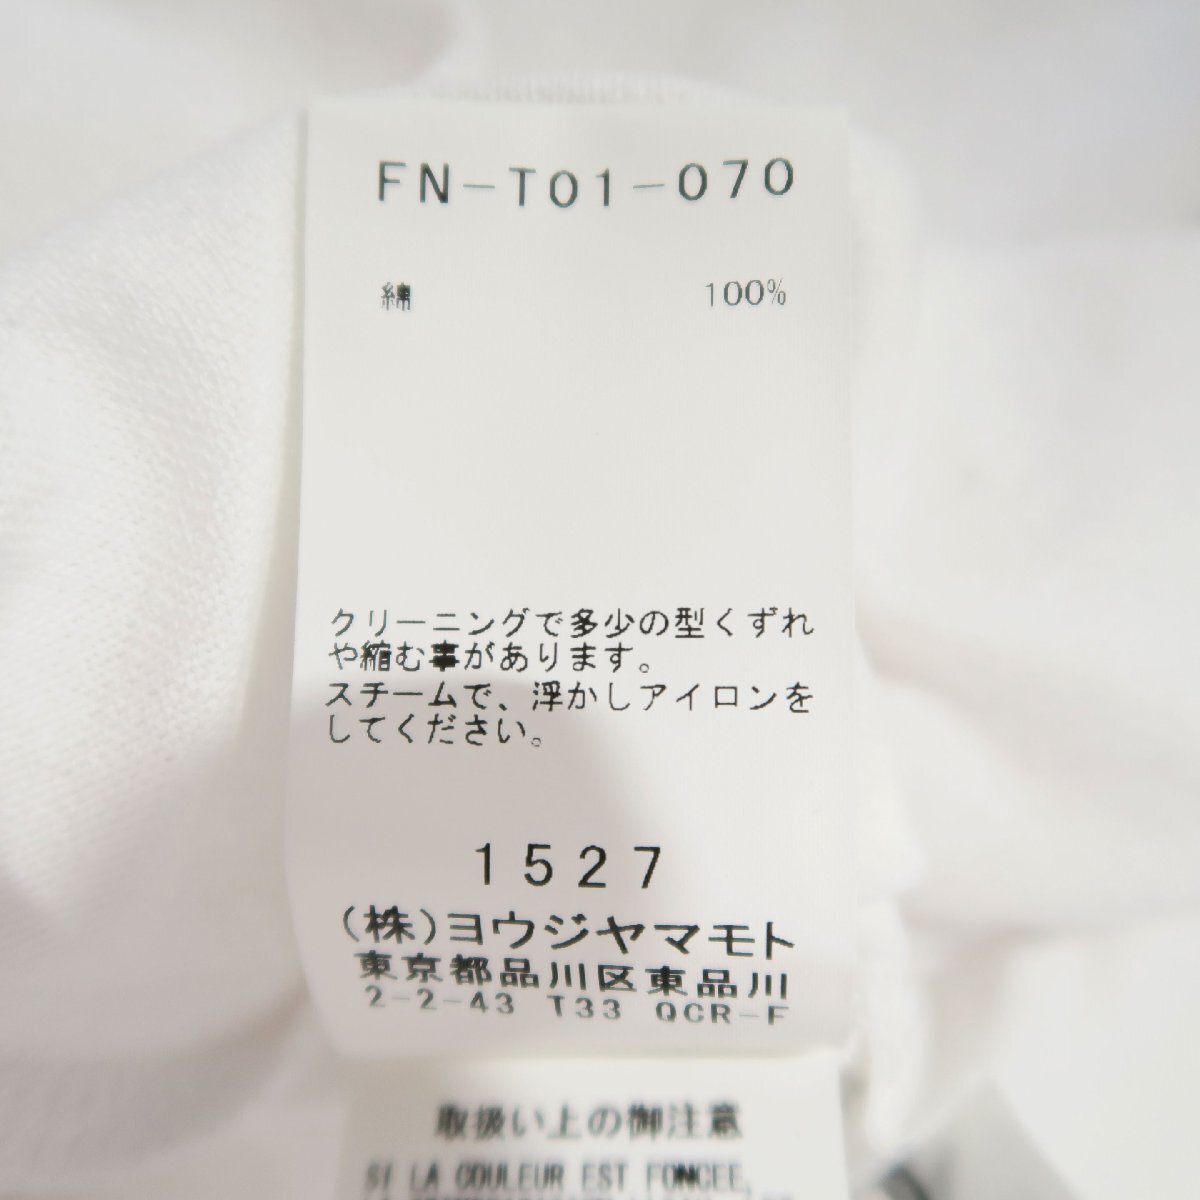 FN-T01-070
綿 100%
クリーニングで多少の型くずれ
や縮む事があります。
スチームで、浮かしアイロンを
してください。
1527
(株)ヨウジヤマモト
東京都品川区東品川
2-2-43 T33 QCR-F
取扱い上の御注意
SI LA COULEUR EST FONCEE,